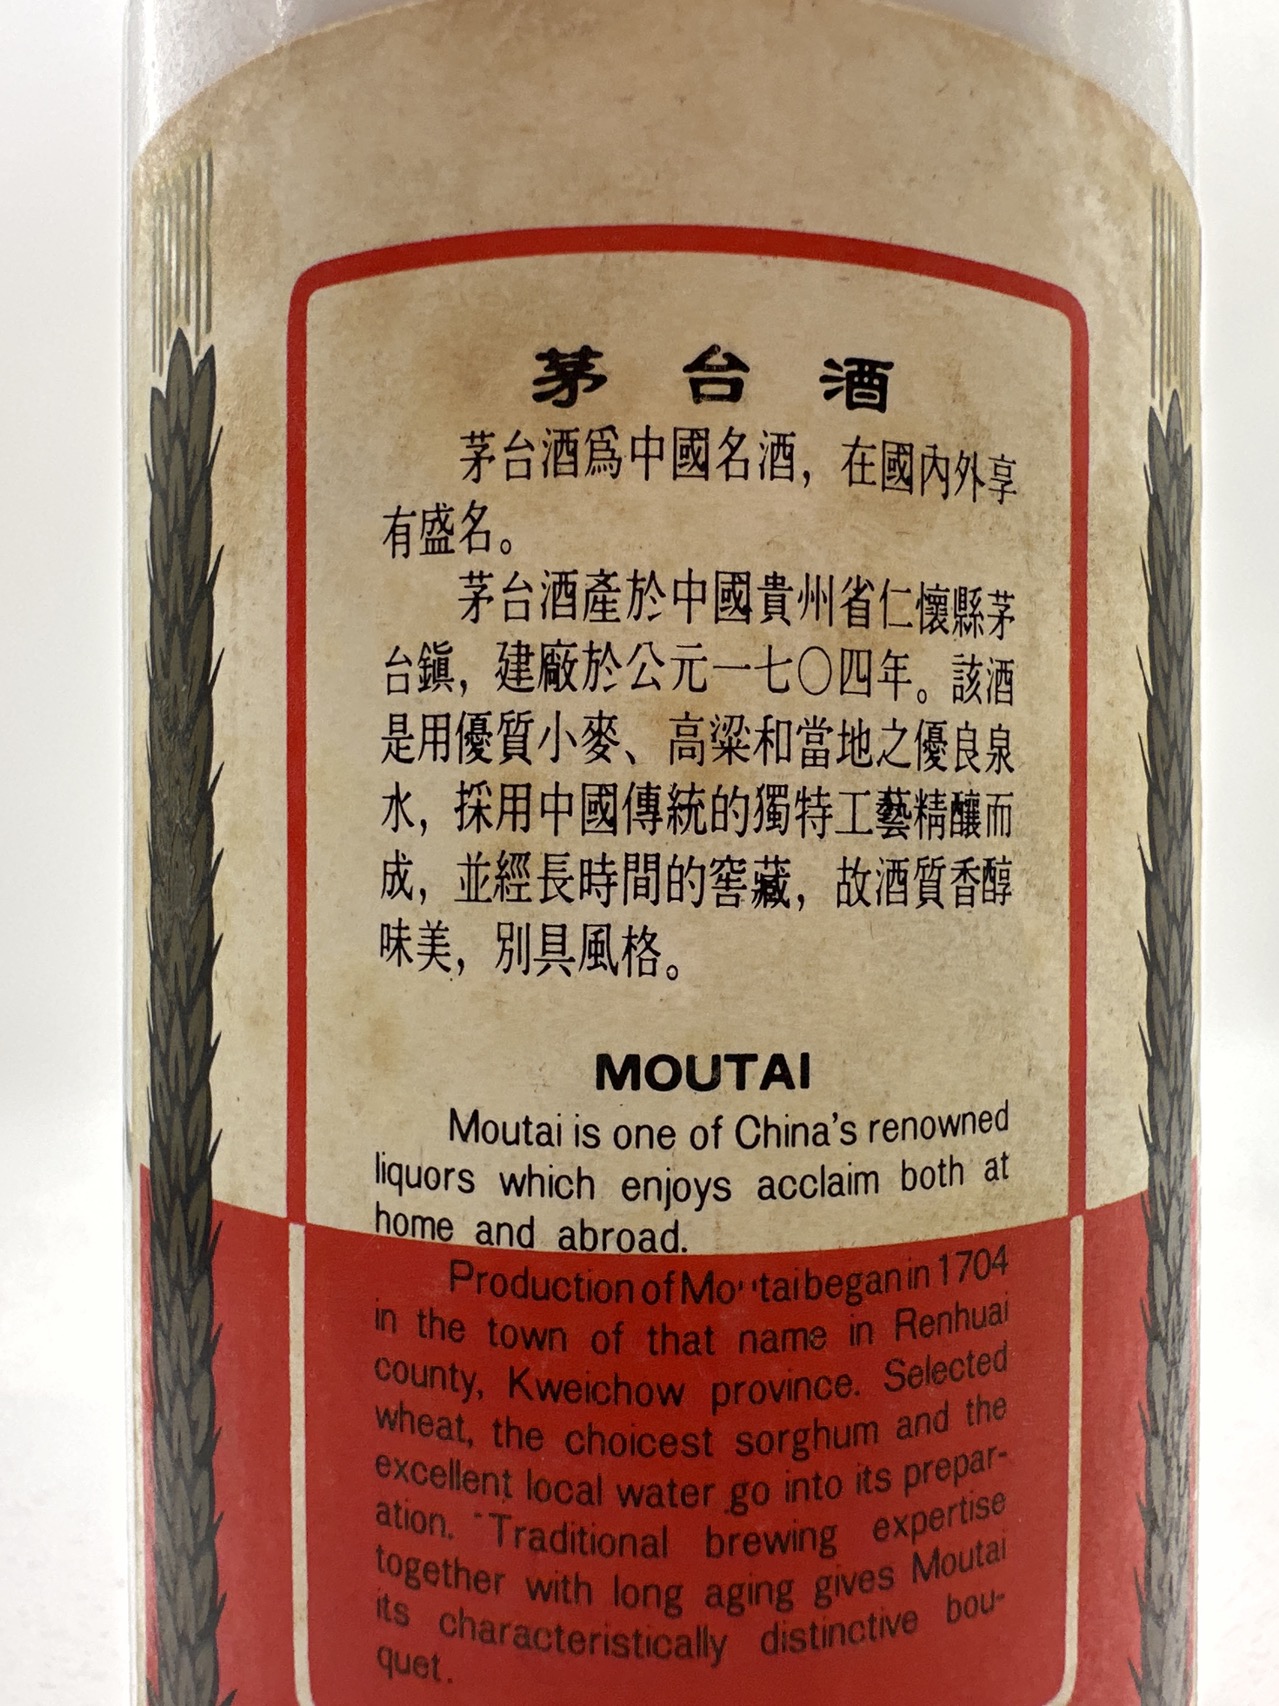 茅台酒
茅台酒爲中國名酒，在國內外享
有盛名。
茅台酒產於中國貴州省仁懷縣茅
台鎮，建廠於公元一七〇四年。該酒
是用優質小麥、高粱和當地之優良泉
水，採用中國傳統的獨特工藝精釀而
成，並經長時間的窖藏，故酒質香醇
味美，別具風格。
MOUTAI
Moutai is one of China's renowned
liquors which enjoys acclaim both at
home and abroad.
Production of Moutai began in 1704
in the town of that name in Renhuai
county, Kweichow province. Selected
wheat, the choicest sorghum and the
excellent local water go into its prepar-
ation. Traditional brewing expertise
together with long aging gives Moutai
its characteristically distinctive bou-
quet.